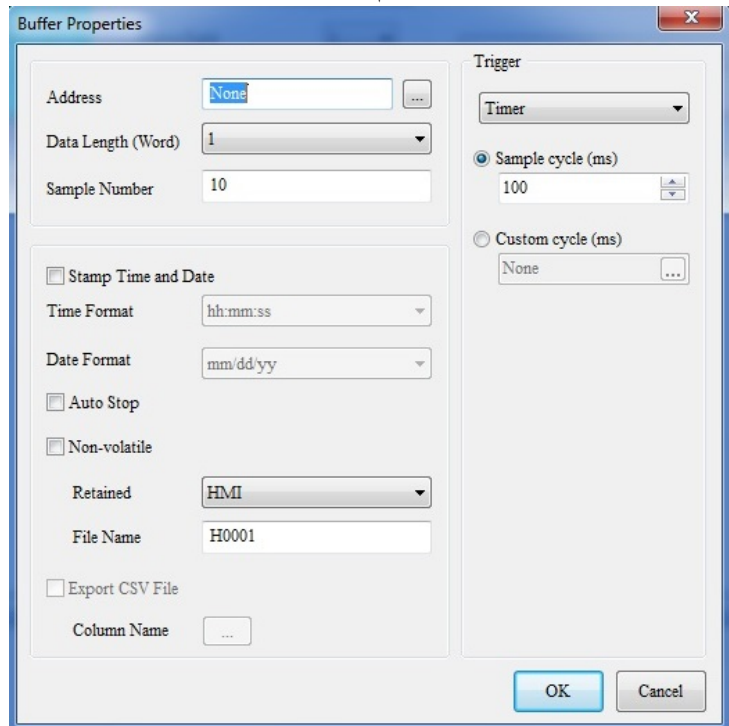 Buffer Properties
Address
None
...
Data Length (Word)
1
Sample Number
10
Stamp Time and Date
Time Format
hh:mm:ss
Date Format
mm/dd/yy
Auto Stop
Non-volatile
Retained
HMI
File Name
H0001
Export CSV File
Column Name
...
Trigger
Timer
Sample cycle (ms)
100
Custom cycle (ms)
None
...
OK
Cancel